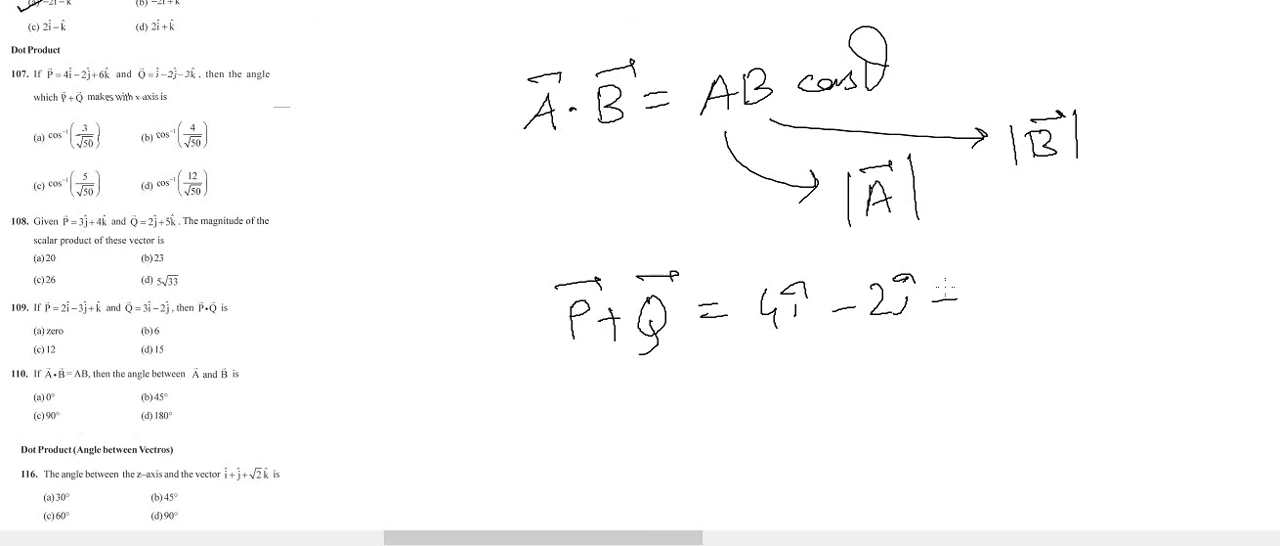 (b) −2î + k̂
(c) 2î − k̂ (d) 2î + k̂
Dot Product
107. If P⃗ = 4î − 2ĵ + 6k̂ and Q⃗ = î − 2ĵ − 3k̂, then the angle
which P⃗ + Q⃗ makes with x-axis is
(a) cos⁻¹(3/√50) (b) cos⁻¹(4/√50)
(c) cos⁻¹(5/√50) (d) cos⁻¹(12/√50)
108. Given P⃗ = 3ĵ + 4k̂ and Q⃗ = 2ĵ + 5k̂. The magnitude of the
scalar product of these vector is
(a) 20 (b) 23
(c) 26 (d) 5√33
109. If P⃗ = 2î − 3ĵ + k̂ and Q⃗ = 3î − 2ĵ, then P⃗•Q⃗ is
(a) zero (b) 6
(c) 12 (d) 15
110. If A⃗•B⃗ = AB, then the angle between A⃗ and B⃗ is
(a) 0° (b) 45°
(c) 90° (d) 180°
Dot Product (Angle between Vectros)
116. The angle between the z–axis and the vector î + ĵ + √2 k̂ is
(a) 30° (b) 45°
(c) 60° (d) 90°
A⃗ · B⃗ = AB cosθ
|B⃗|
|A⃗|
P⃗ + Q⃗ = 4î − 2ĵ